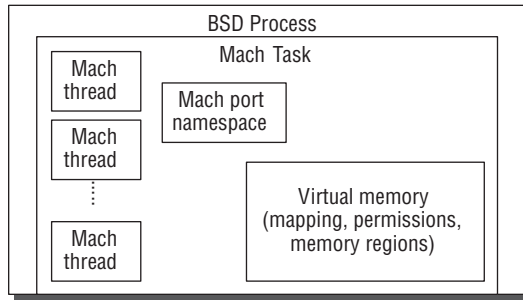 BSD Process
Mach Task
Mach
thread
Mach port
namespace
Mach
thread
Virtual memory
(mapping, permissions,
memory regions)
Mach
thread